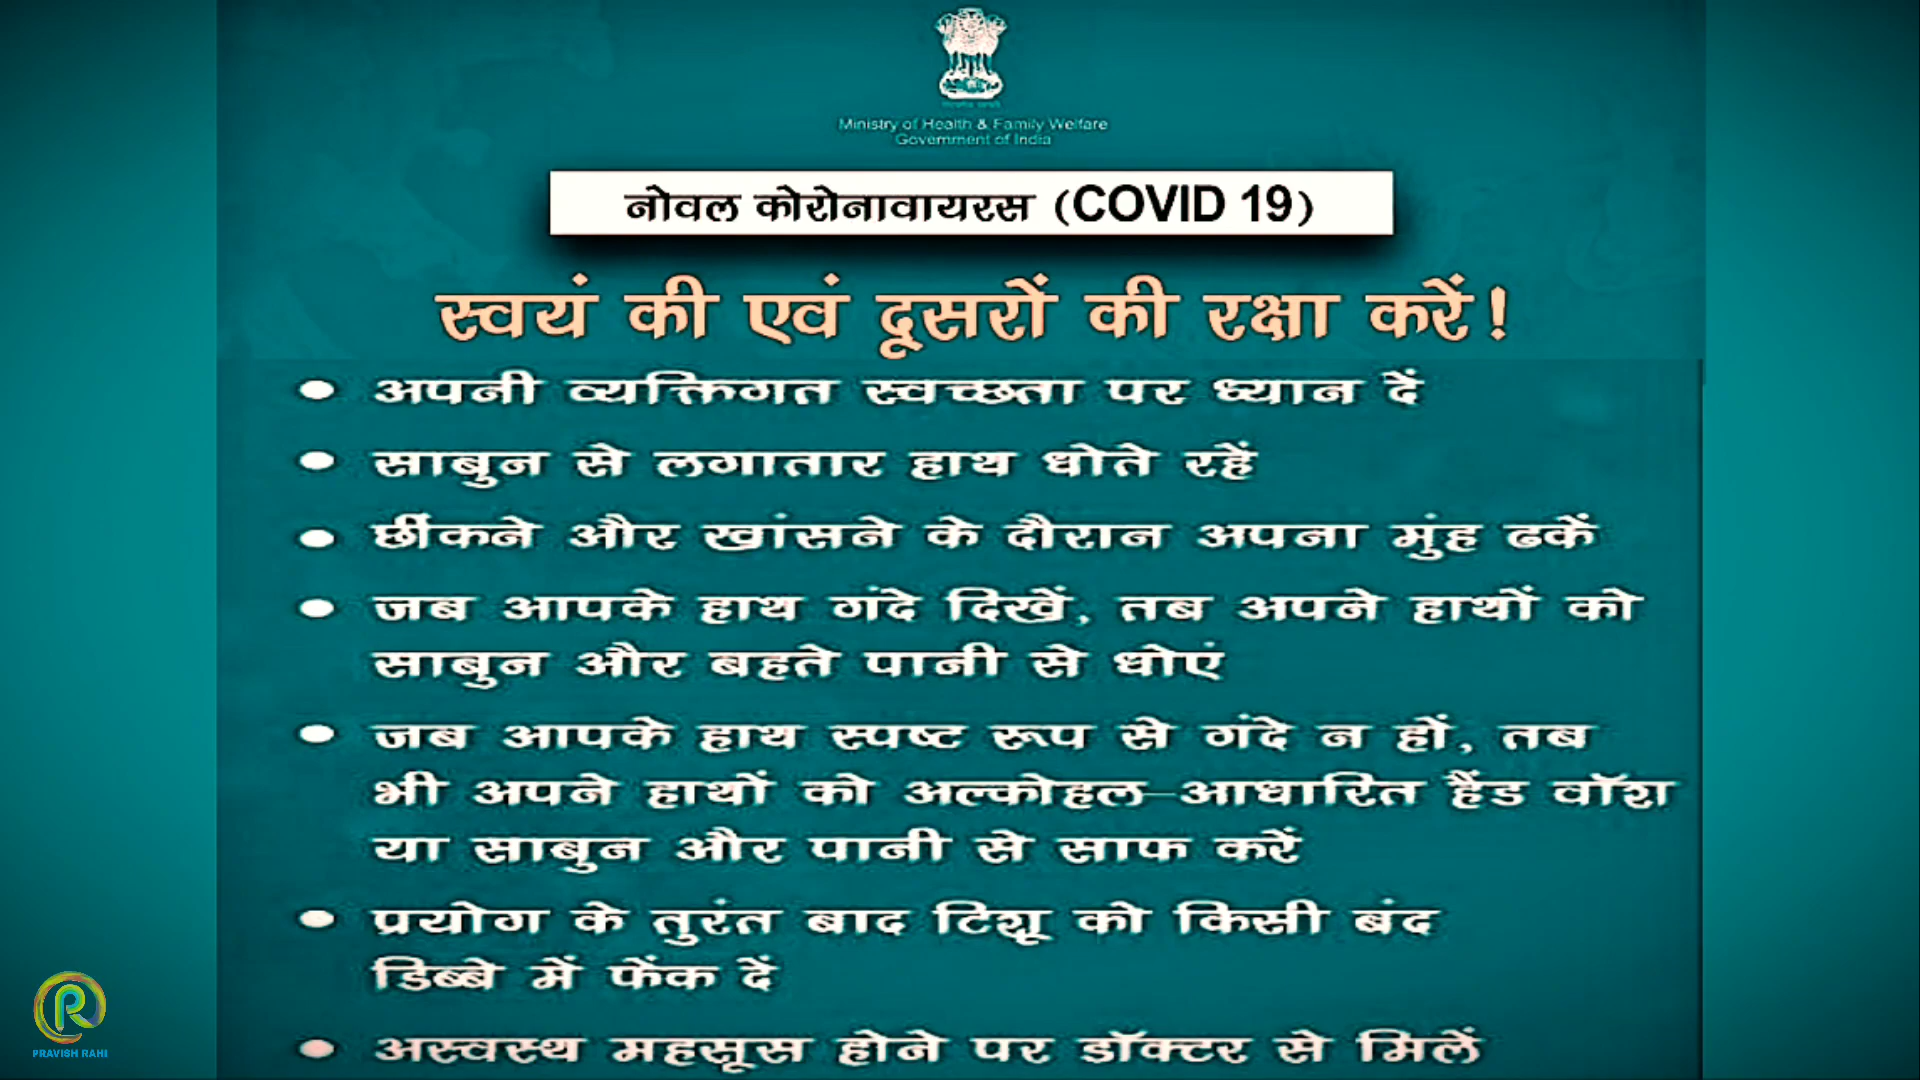 Ministry of Health & Family Welfare
Government of India
नोवल कोरोनावायरस (COVID 19)
स्वयं की एवं दूसरों की रक्षा करें!
• अपनी व्यक्तिगत स्वच्छता पर ध्यान दें
• साबुन से लगातार हाथ धोते रहें
• छींकने और खांसने के दौरान अपना मुंह ढकें
• जब आपके हाथ गंदे दिखें, तब अपने हाथों को
साबुन और बहते पानी से धोएं
• जब आपके हाथ स्पष्ट रूप से गंदे न हों, तब
भी अपने हाथों को अल्कोहल–आधारित हैंड वॉश
या साबुन और पानी से साफ करें
• प्रयोग के तुरंत बाद टिशू को किसी बंद
डिब्बे में फेंक दें
• अस्वस्थ महसूस होने पर डॉक्टर से मिलें
PRAVISH RAHI